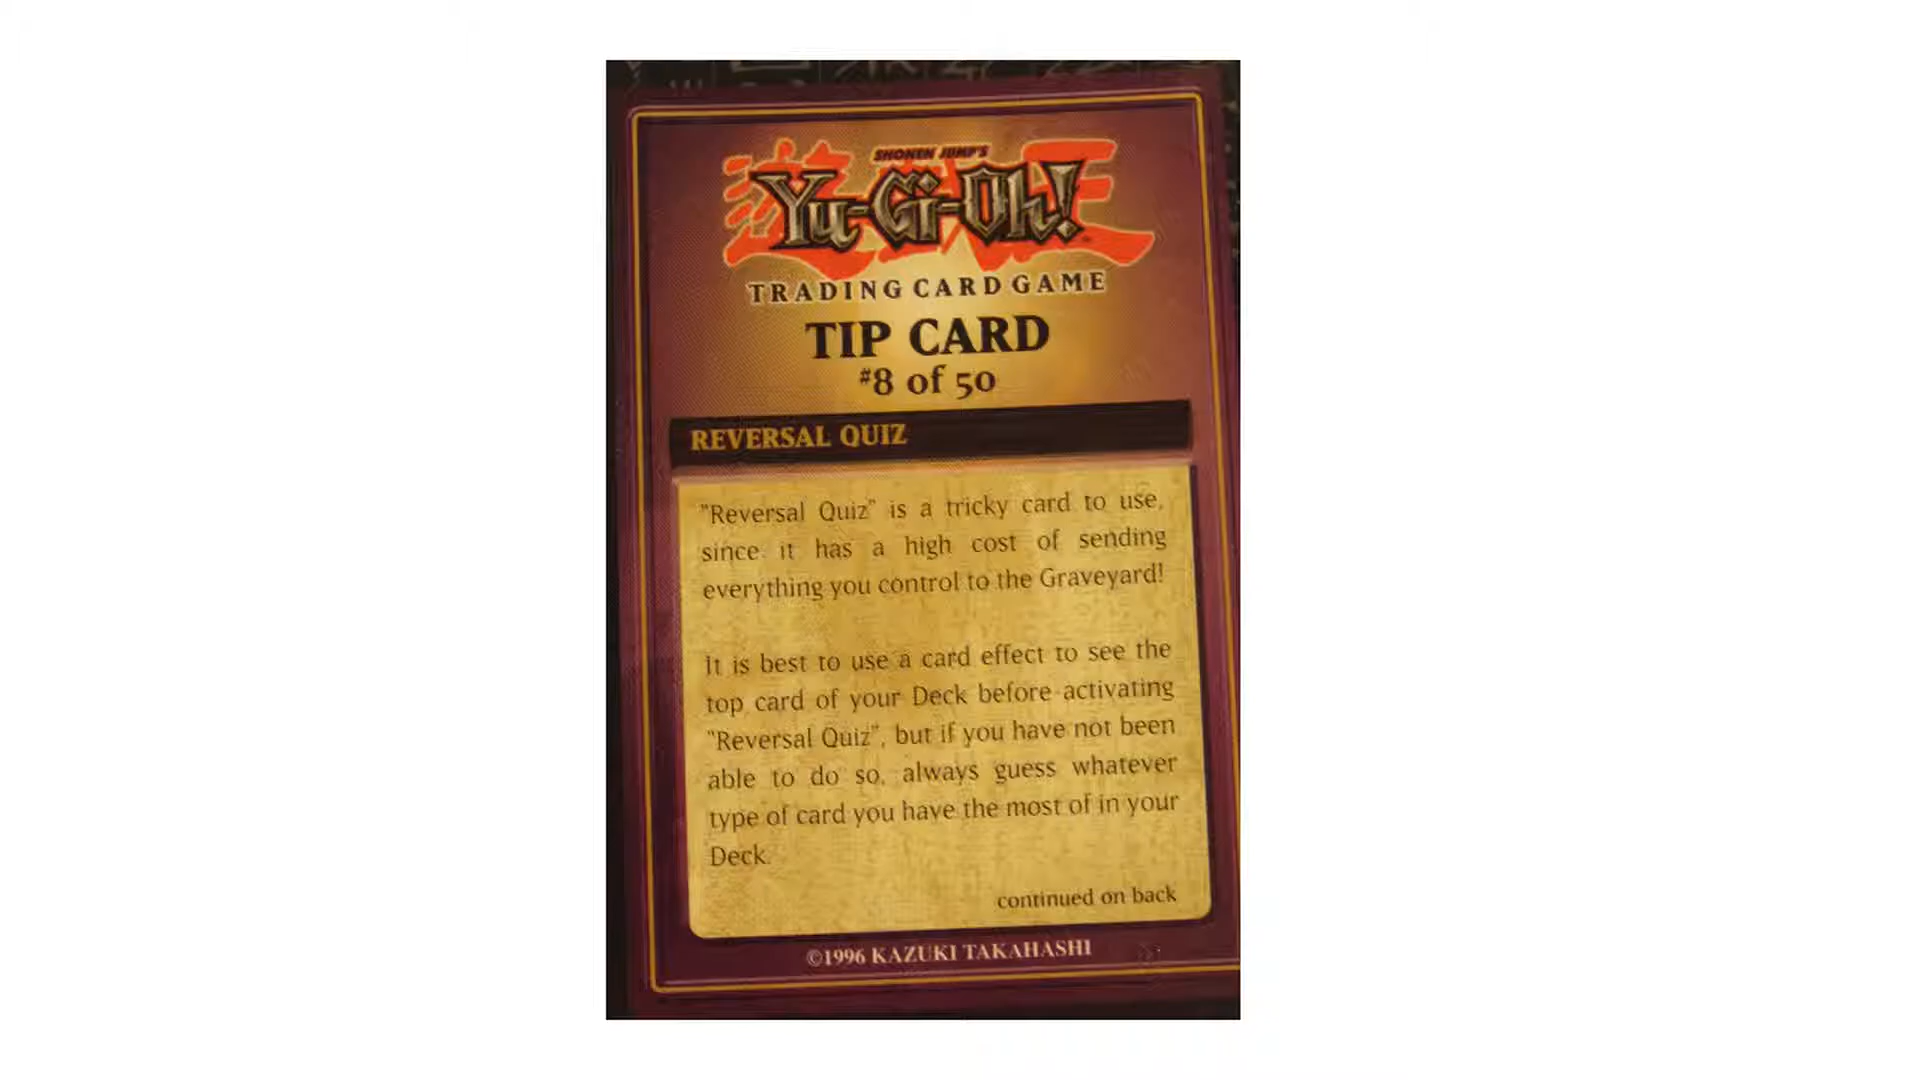 SHONEN JUMP'S
遊戯王
Yu-Gi-Oh!
TRADING CARD GAME
TIP CARD
#8 of 50
REVERSAL QUIZ
"Reversal Quiz" is a tricky card to use,
since it has a high cost of sending
everything you control to the Graveyard!
It is best to use a card effect to see the
top card of your Deck before activating
"Reversal Quiz", but if you have not been
able to do so, always guess whatever
type of card you have the most of in your
Deck.
continued on back
©1996 KAZUKI TAKAHASHI